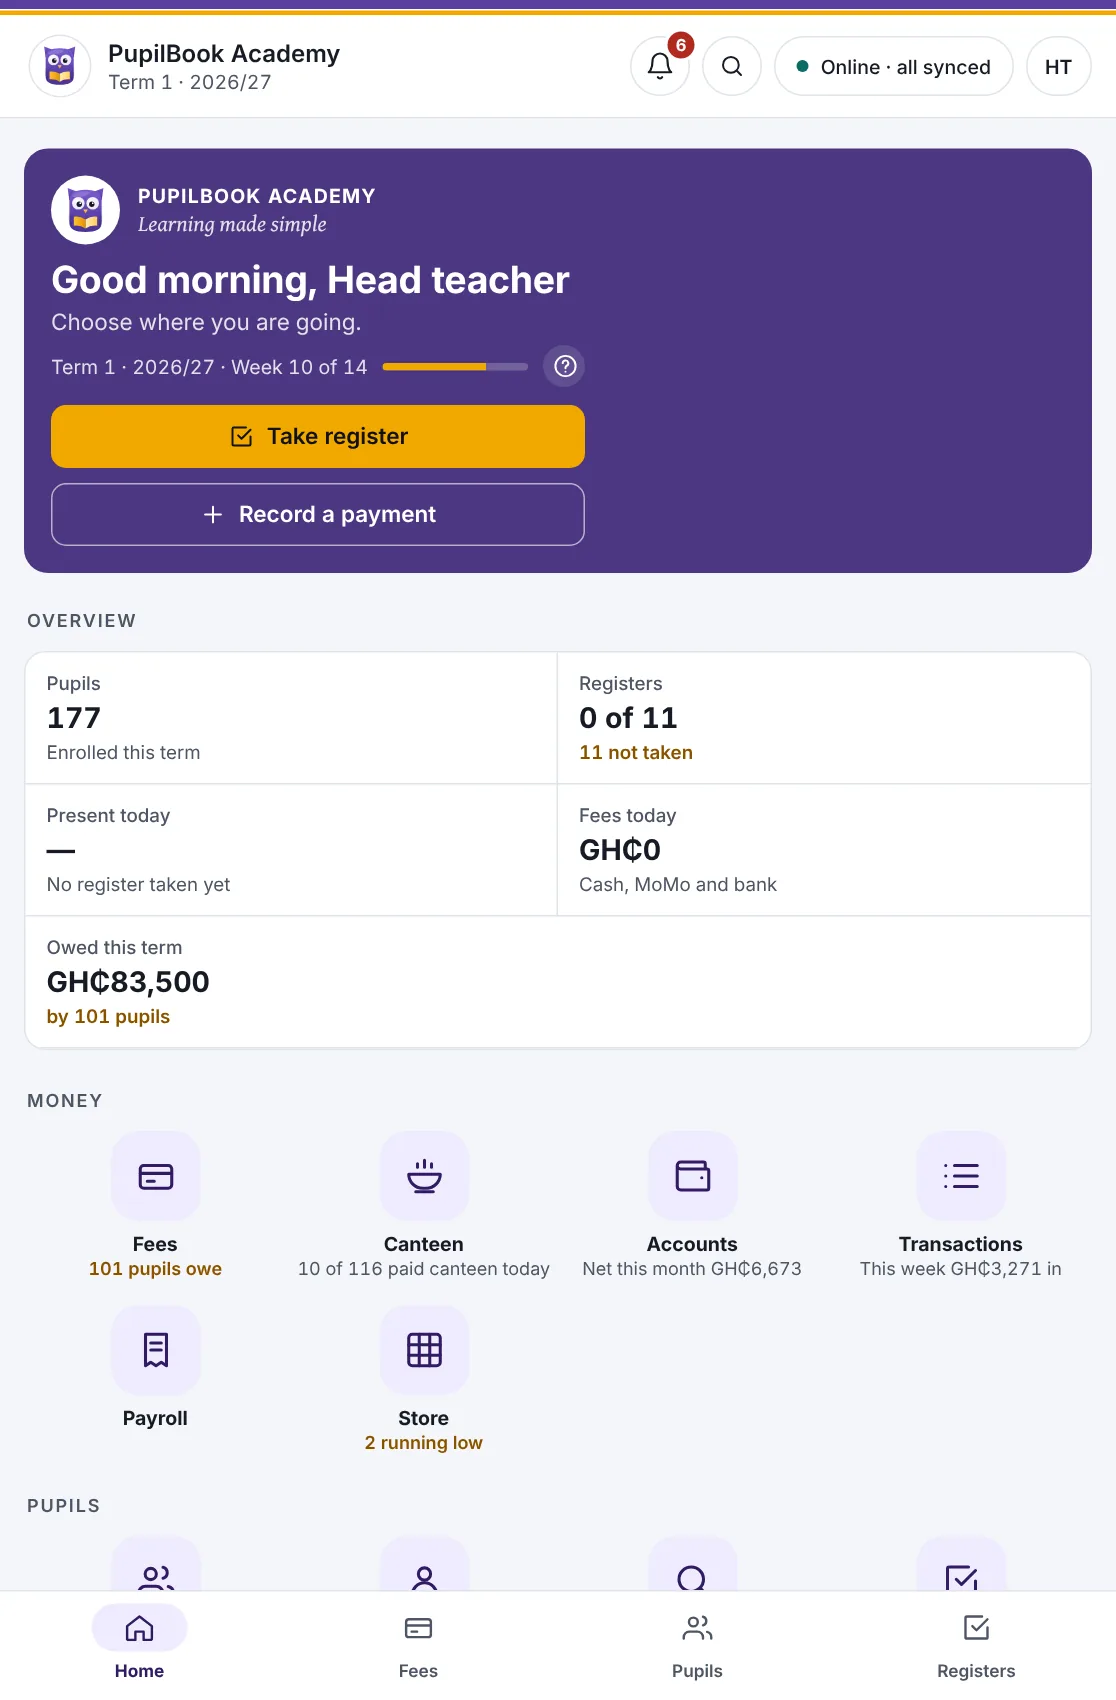 PupilBook Academy
Term 1 · 2026/27
6
Online · all synced
HT
PUPILBOOK ACADEMY
Learning made simple
Good morning, Head teacher
Choose where you are going.
Term 1 · 2026/27 · Week 10 of 14
Take register
Record a payment
OVERVIEW
Pupils
177
Enrolled this term
Registers
0 of 11
11 not taken
Present today
—
No register taken yet
Fees today
GH₵0
Cash, MoMo and bank
Owed this term
GH₵83,500
by 101 pupils
MONEY
Fees
101 pupils owe
Canteen
10 of 116 paid canteen today
Accounts
Net this month GH₵6,673
Transactions
This week GH₵3,271 in
Payroll
Store
2 running low
PUPILS
Home
Fees
Pupils
Registers